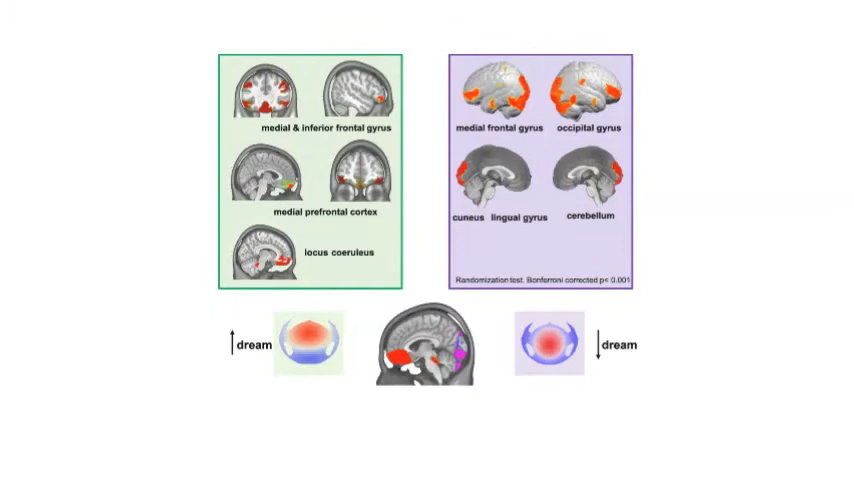 medial & inferior frontal gyrus
medial prefrontal cortex
locus coeruleus
medial frontal gyrus occipital gyrus
cuneus lingual gyrus cerebellum
Randomization test. Bonferroni corrected p< 0.001
dream
dream